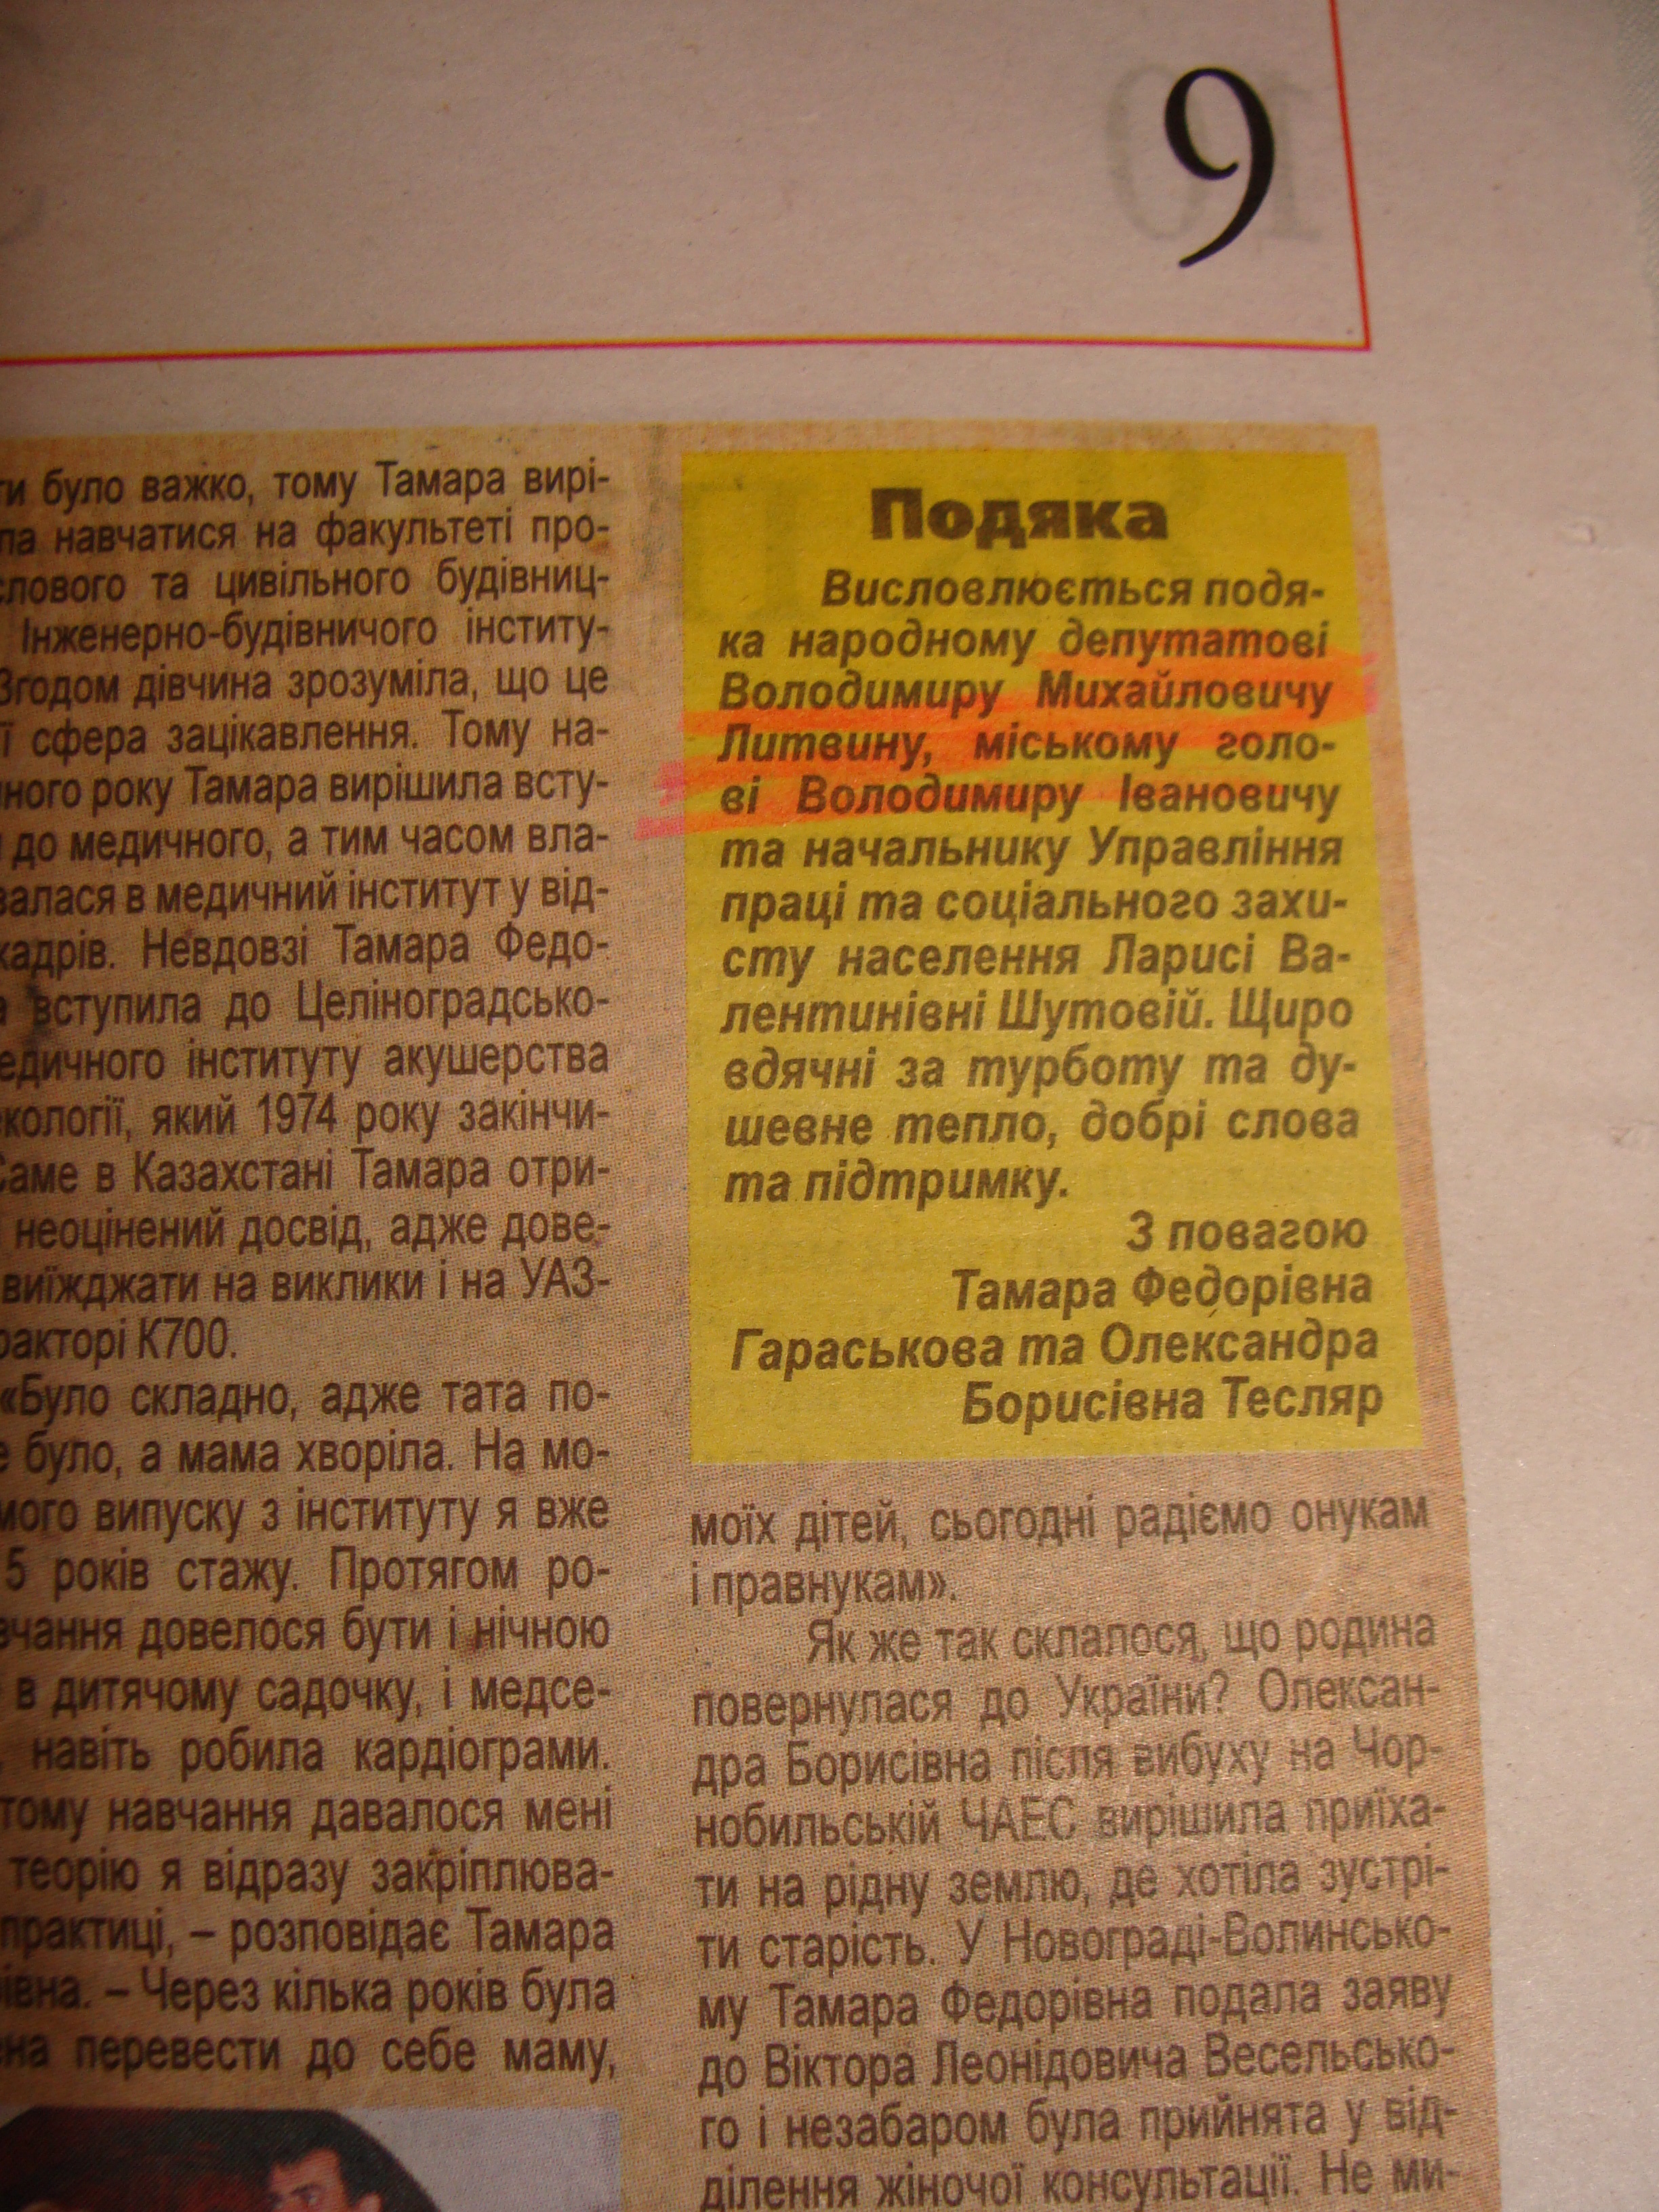 9
ти було важко, тому Тамара вирі-
навчатися на факультеті про-
та цивільного будівниц-
Інженерно-будівничого інститу-
Згодом дівчина зрозуміла, що це
її сфера зацікавлення. Тому на-
року Тамара вирішила всту-
до медичного, а тим часом вла-
в медичний інститут у від-
кадрів. Невдовзі Тамара Федо-
вступила до Целіноградсько-
інституту акушерства
який 1974 року закінчи-
Саме в Казахстані Тамара отри-
неоцінений досвід, адже дове-
виїжджати на виклики і на УАЗ-
К700.
«Було складно, адже тата по-
було, а мама хворіла. На мо-
випуску з інституту я вже
5 років стажу. Протягом ро-
довелося бути і нічною
в дитячому садочку, і медсе-
навіть робила кардіограми.
тому навчання давалося мені
теорію я відразу закріплюва-
практиці, – розповідає Тамара
– Через кілька років була
перевести до себе маму,
Подяка
Висловлюється подя-
ка народному депутатові
Володимиру Михайловичу
Литвину, міському голо-
ві Володимиру Івановичу
та начальнику Управління
праці та соціального захи-
сту населення Ларисі Ва-
лентинівні Шутовій. Щиро
вдячні за турботу та ду-
шевне тепло, добрі слова
та підтримку.
З повагою
Тамара Федорівна
Гараськова та Олександра
Борисівна Тесляр
моїх дітей, сьогодні радіємо онукам
і правнукам».
Як же так склалося, що родина
повернулася до України? Олексан-
дра Борисівна після вибуху на Чор-
нобильській ЧАЕС вирішила приїха-
ти на рідну землю, де хотіла зустрі-
ти старість. У Новограді-Волинсько-
му Тамара Федорівна подала заяву
до Віктора Леонідовича Весельсько-
го і незабаром була прийнята у від-
ділення жіночої консультації. Не ми-